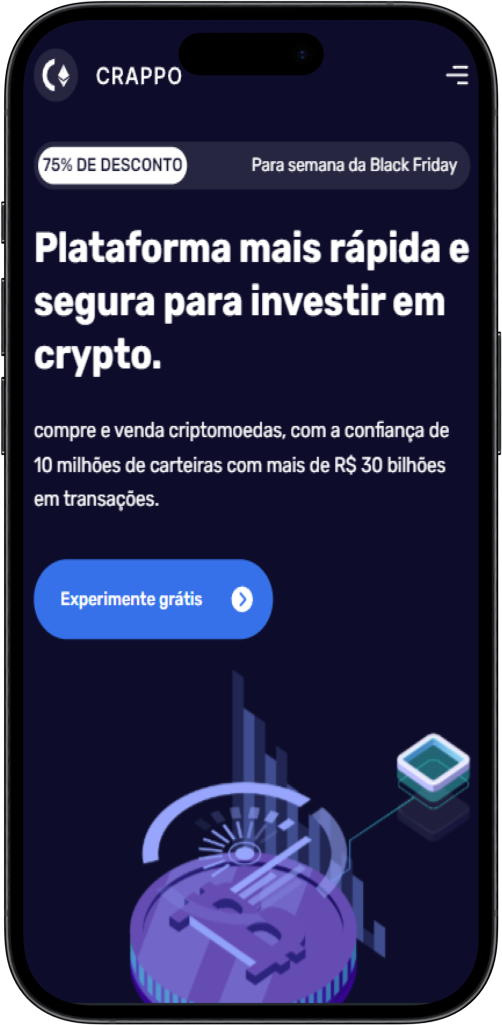 CRAPPO
75% DE DESCONTO Para semana da Black Friday
Plataforma mais rápida e
segura para investir em
crypto.
compre e venda criptomoedas, com a confiança de
10 milhões de carteiras com mais de R$ 30 bilhões
em transações.
Experimente grátis